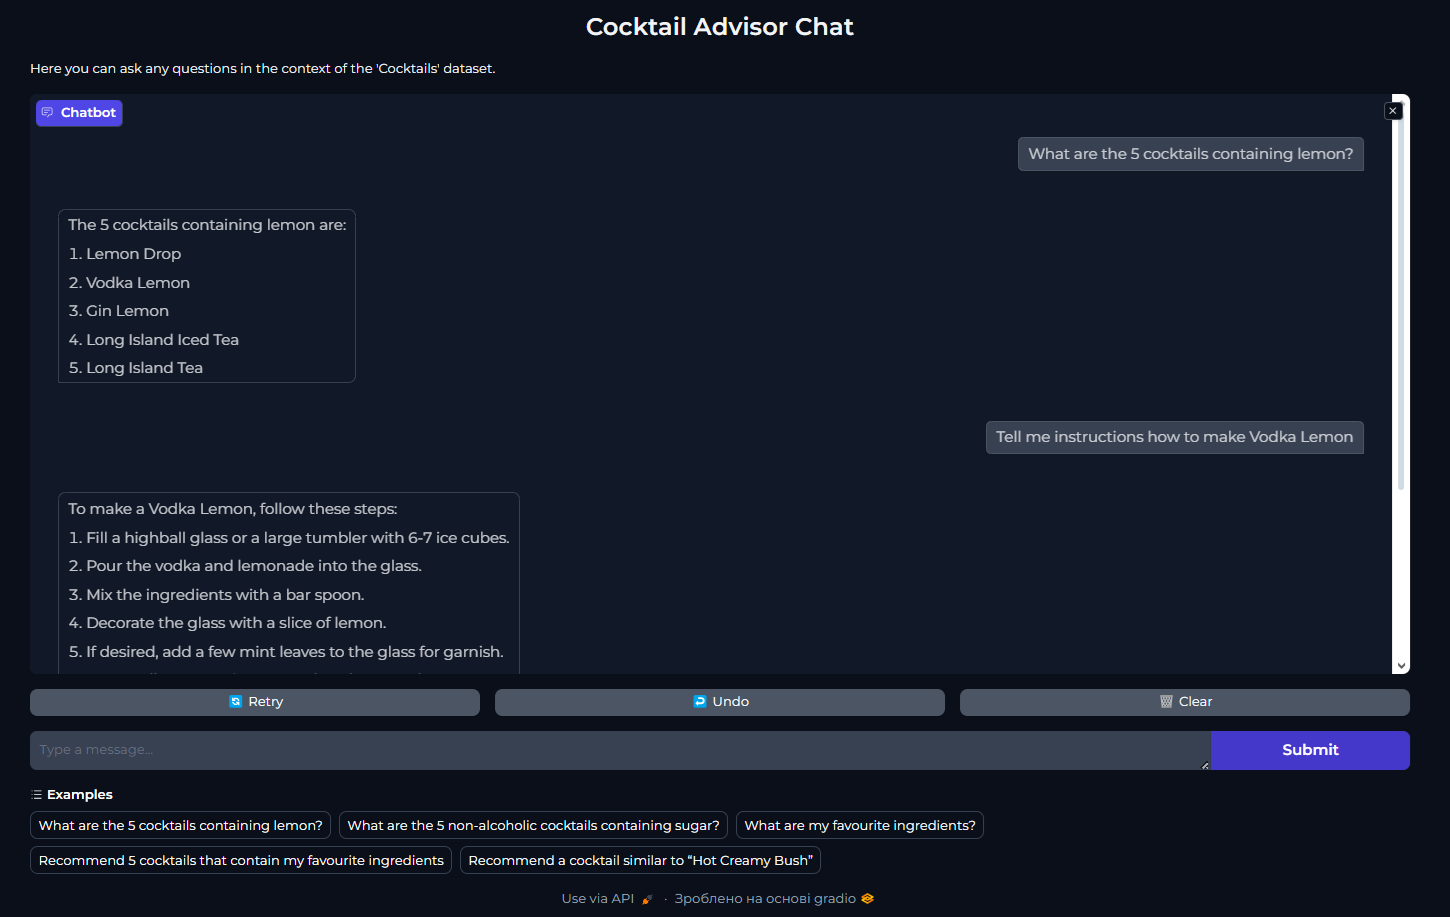 Cocktail Advisor Chat
Here you can ask any questions in the context of the 'Cocktails' dataset.
Chatbot
What are the 5 cocktails containing lemon?
The 5 cocktails containing lemon are:
1. Lemon Drop
2. Vodka Lemon
3. Gin Lemon
4. Long Island Iced Tea
5. Long Island Tea
Tell me instructions how to make Vodka Lemon
To make a Vodka Lemon, follow these steps:
1. Fill a highball glass or a large tumbler with 6-7 ice cubes.
2. Pour the vodka and lemonade into the glass.
3. Mix the ingredients with a bar spoon.
4. Decorate the glass with a slice of lemon.
5. If desired, add a few mint leaves to the glass for garnish.
Retry
Undo
Clear
Type a message...
Submit
Examples
What are the 5 cocktails containing lemon?
What are the 5 non-alcoholic cocktails containing sugar?
What are my favourite ingredients?
Recommend 5 cocktails that contain my favourite ingredients
Recommend a cocktail similar to “Hot Creamy Bush”
Use via API · Зроблено на основі gradio